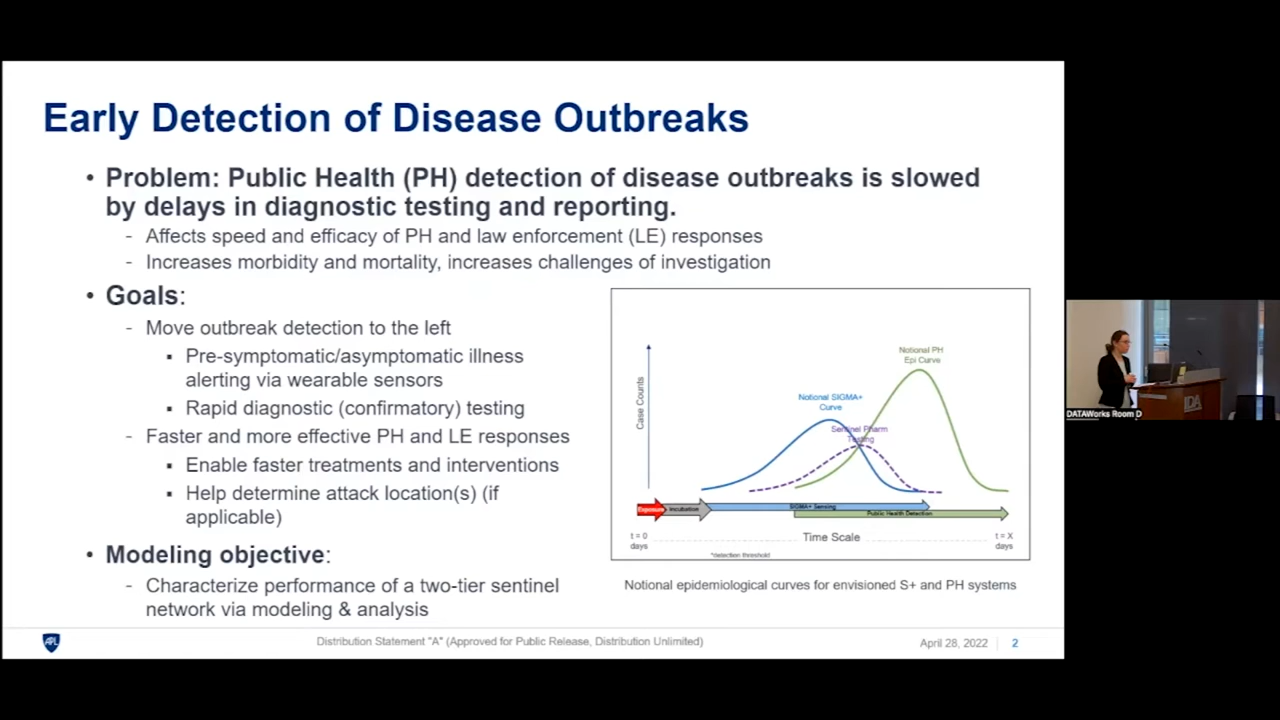 Early Detection of Disease Outbreaks
• Problem: Public Health (PH) detection of disease outbreaks is slowed
by delays in diagnostic testing and reporting.
- Affects speed and efficacy of PH and law enforcement (LE) responses
- Increases morbidity and mortality, increases challenges of investigation
• Goals:
- Move outbreak detection to the left
▪ Pre-symptomatic/asymptomatic illness
alerting via wearable sensors
▪ Rapid diagnostic (confirmatory) testing
- Faster and more effective PH and LE responses
▪ Enable faster treatments and interventions
▪ Help determine attack location(s) (if
applicable)
• Modeling objective:
- Characterize performance of a two-tier sentinel
network via modeling & analysis
Case Counts
Notional PH
Epi Curve
Notional SIGMA+
Curve
Sentinel Pharm
Testing
Exposure
Incubation
SIGMA+ Sensing
Public Health Detection
t = 0
days
Time Scale
t = X
days
*detection threshold
Notional epidemiological curves for envisioned S+ and PH systems
APL
Distribution Statement "A" (Approved for Public Release, Distribution Unlimited)
April 28, 2022
2
IDA
DATAWorks Room D